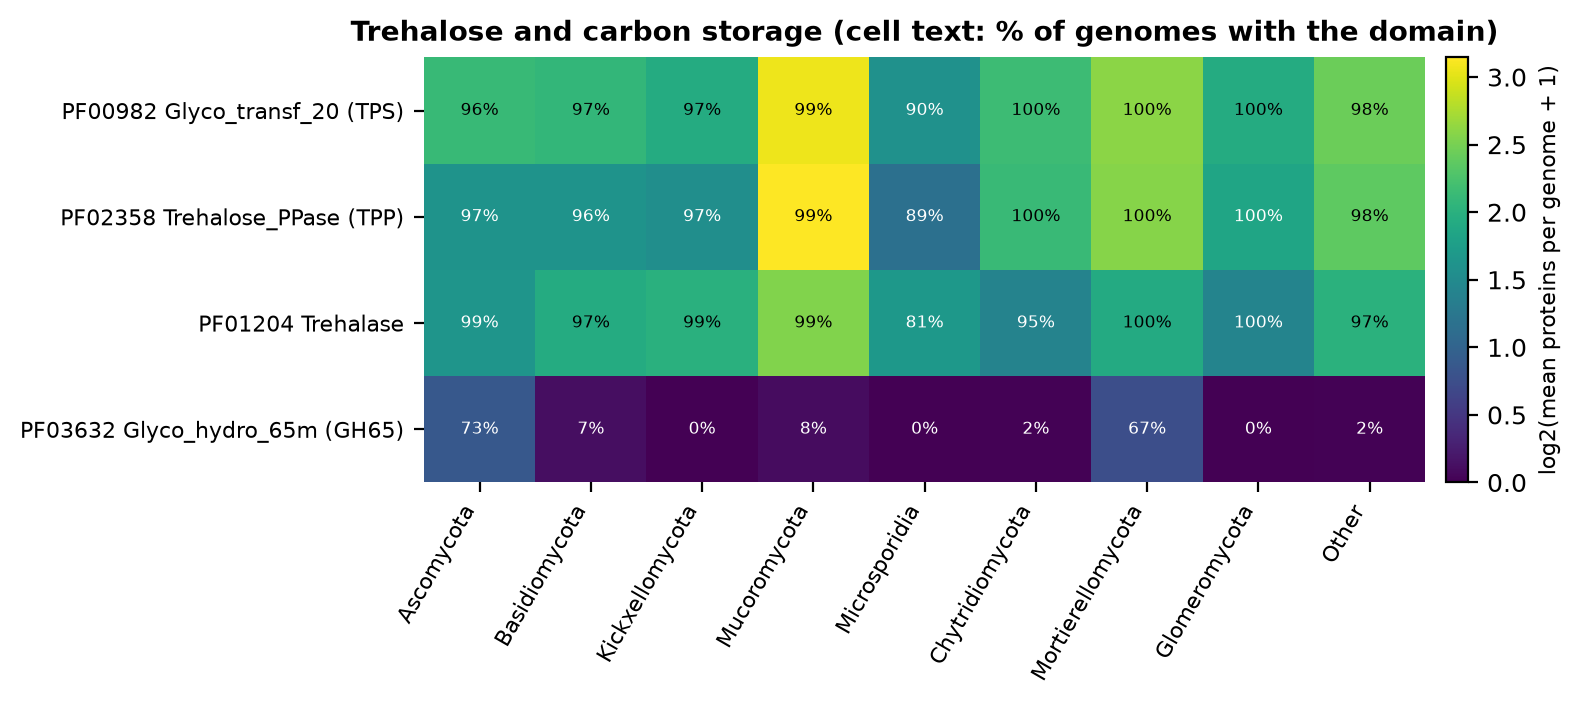 Trehalose and carbon storage (cell text: % of genomes with the domain)
PF00982 Glyco_transf_20 (TPS)
96% 97% 97% 99% 90% 100% 100% 100% 98%
PF02358 Trehalose_PPase (TPP)
97% 96% 97% 99% 89% 100% 100% 100% 98%
PF01204 Trehalase
99% 97% 99% 99% 81% 95% 100% 100% 97%
PF03632 Glyco_hydro_65m (GH65)
73% 7% 0% 8% 0% 2% 67% 0% 2%
Ascomycota
Basidiomycota
Kickxellomycota
Mucoromycota
Microsporidia
Chytridiomycota
Mortierellomycota
Glomeromycota
Other
3.0
2.5
2.0
1.5
1.0
0.5
0.0
log2(mean proteins per genome + 1)